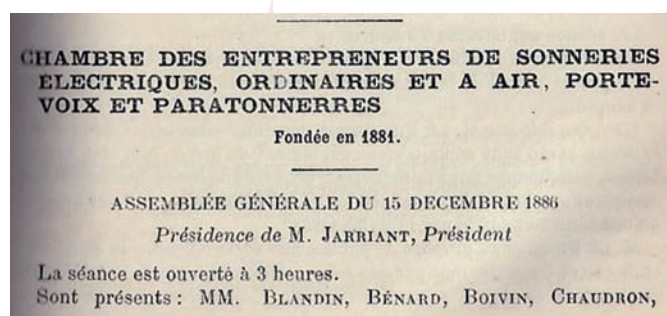 CHAMBRE DES ENTREPRENEURS DE SONNERIES
ÉLECTRIQUES, ORDINAIRES ET A AIR, PORTE-
VOIX ET PARATONNERRES
Fondée en 1881.
ASSEMBLÉE GÉNÉRALE DU 15 DECEMBRE 1886
Présidence de M. JARRIANT, Président
La séance est ouverte à 3 heures.
Sont présents : MM. BLANDIN, BÉNARD, BOIVIN, CHAUDRON,